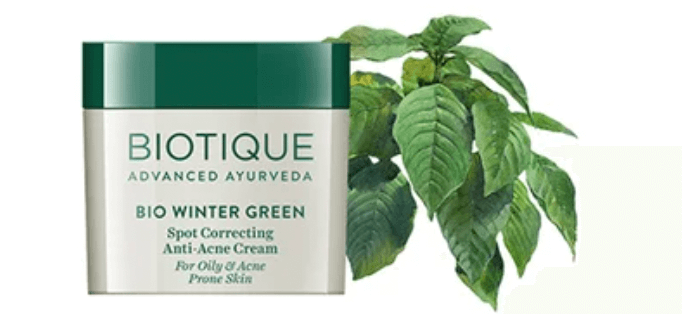 BIOTIQUE
ADVANCED AYURVEDA
BIO WINTER GREEN
Spot Correcting
Anti-Acne Cream
For Oily & Acne
Prone Skin